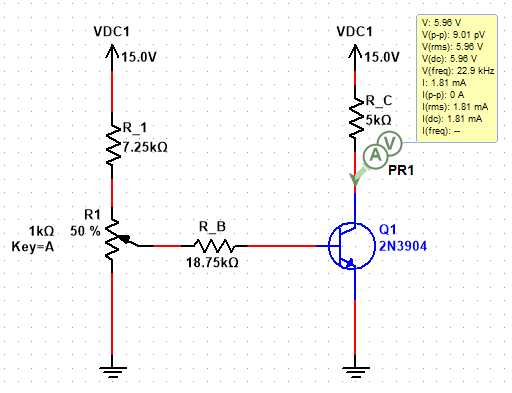 VDC1
15.0V
R_1
7.25kΩ
R1
1kΩ
50 %
Key=A
R_B
18.75kΩ
VDC1
15.0V
R_C
5kΩ
A
V
PR1
Q1
2N3904
V: 5.96 V
V(p-p): 9.01 pV
V(rms): 5.96 V
V(dc): 5.96 V
V(freq): 22.9 kHz
I: 1.81 mA
I(p-p): 0 A
I(rms): 1.81 mA
I(dc): 1.81 mA
I(freq): --